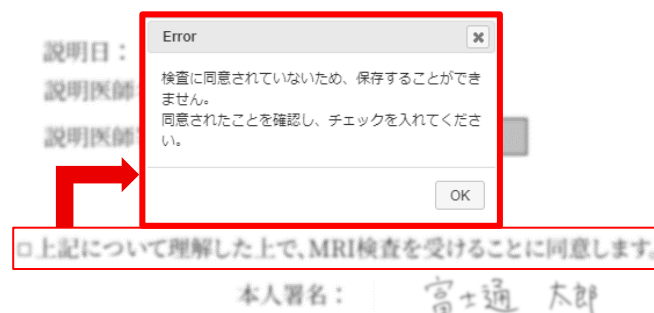 Error
説明日：
検査に同意されていないため、保存することができ
ません。
説明医師
同意されたことを確認し、チェックを入れてくださ
い。
説明医師
OK
□上記について理解した上で、MRI検査を受けることに同意します。
本人署名： 富士通 太郎